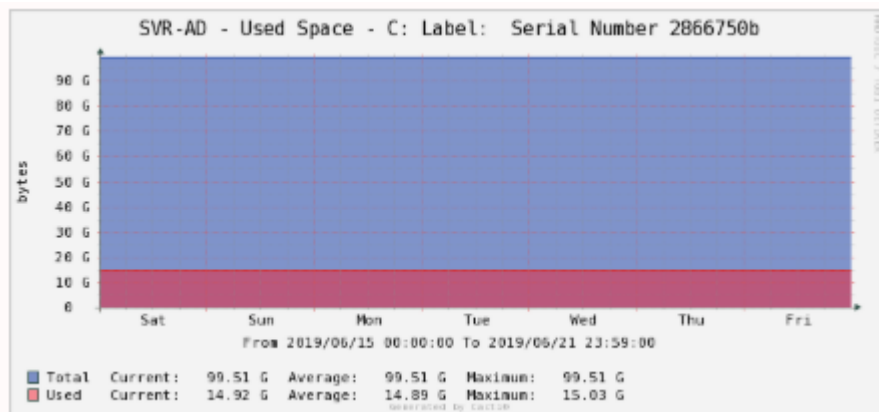 SVR-AD - Used Space - C: Label:  Serial Number 2866750b
90 G
80 G
70 G
60 G
50 G
40 G
30 G
20 G
10 G
0
bytes
Sat Sun Mon Tue Wed Thu Fri
From 2019/06/15 00:00:00 To 2019/06/21 23:59:00
Total Current: 99.51 G Average: 99.51 G Maximum: 99.51 G
Used Current: 14.92 G Average: 14.89 G Maximum: 15.03 G
Generated by Cacti®